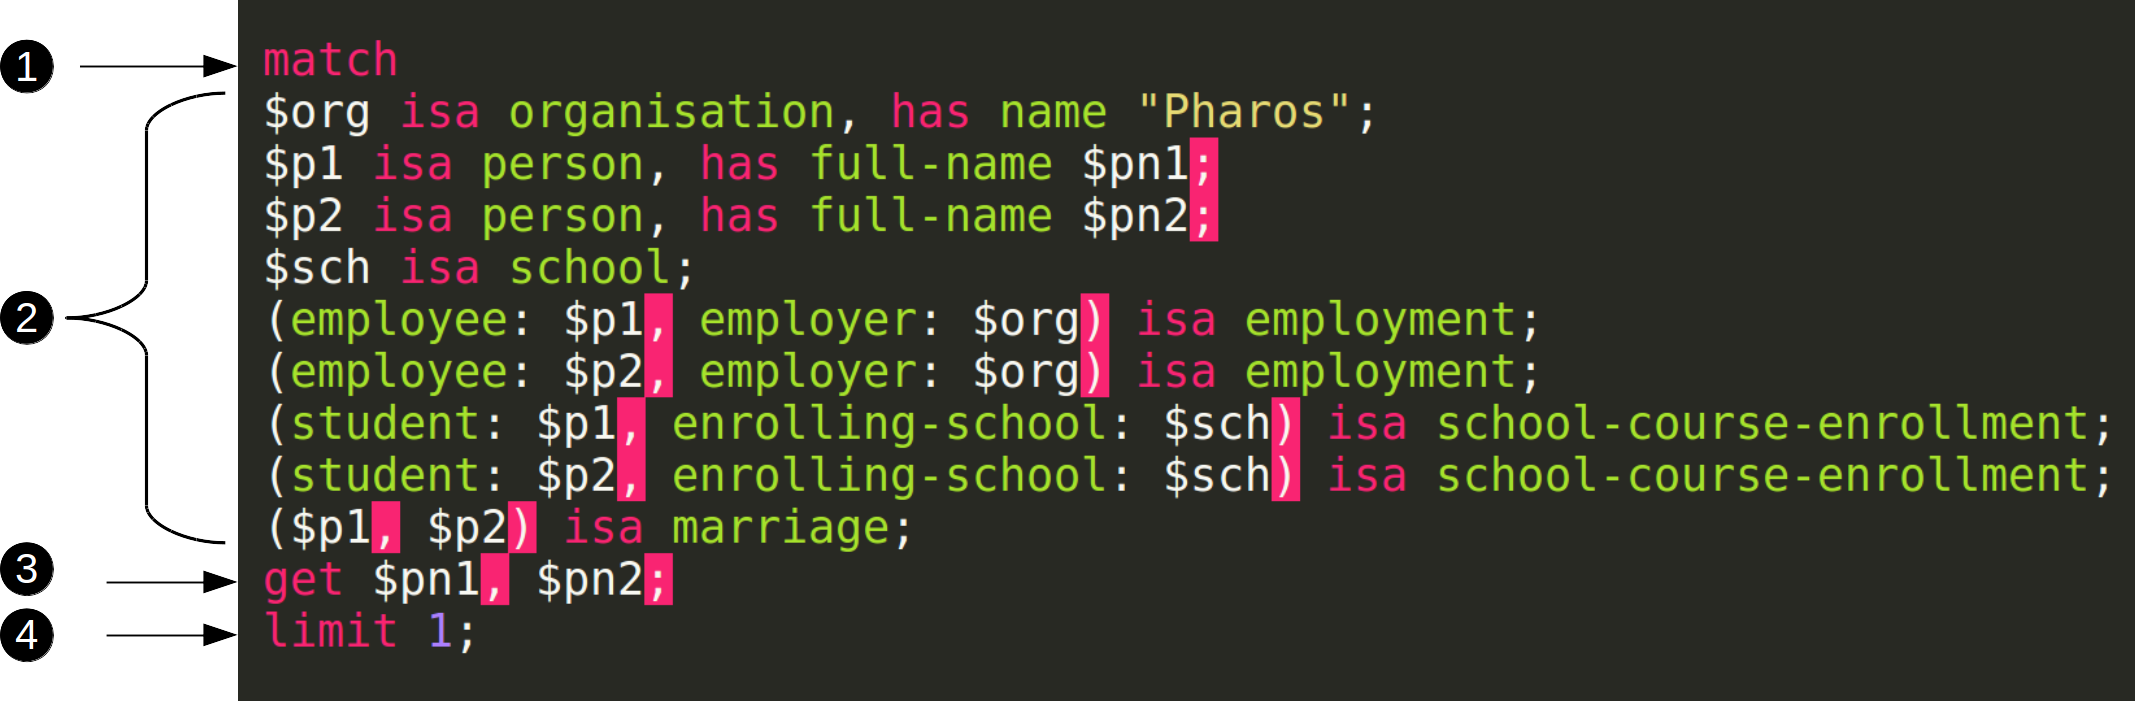 1 match
$org isa organisation, has name "Pharos";
$p1 isa person, has full-name $pn1;
$p2 isa person, has full-name $pn2;
$sch isa school;
2 (employee: $p1, employer: $org) isa employment;
(employee: $p2, employer: $org) isa employment;
(student: $p1, enrolling-school: $sch) isa school-course-enrollment;
(student: $p2, enrolling-school: $sch) isa school-course-enrollment;
($p1, $p2) isa marriage;
3 get $pn1, $pn2;
4 limit 1;